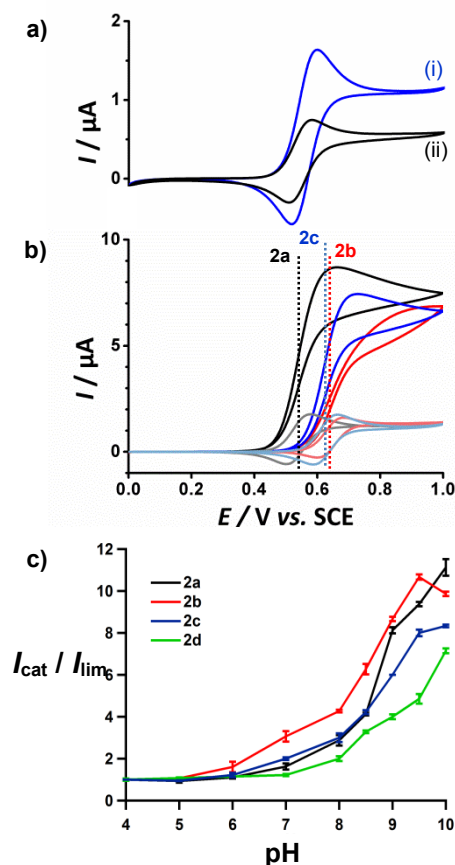 a)
2
(i)
I / µA
1
(ii)
0
b)
2c
2a
2b
10
I / µA
5
0
0.0 0.2 0.4 0.6 0.8 1.0
E / V vs. SCE
c)
12
2a
10
2b
2c
8
2d
Icat / Ilim
6
4
2
0
4 5 6 7 8 9 10
pH